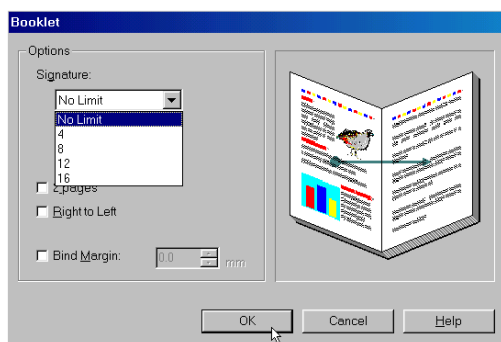 Booklet
Options
Signature:
No Limit
No Limit
4
8
12
16
2 pages
Right to Left
Bind Margin:
0.0
mm
OK
Cancel
Help